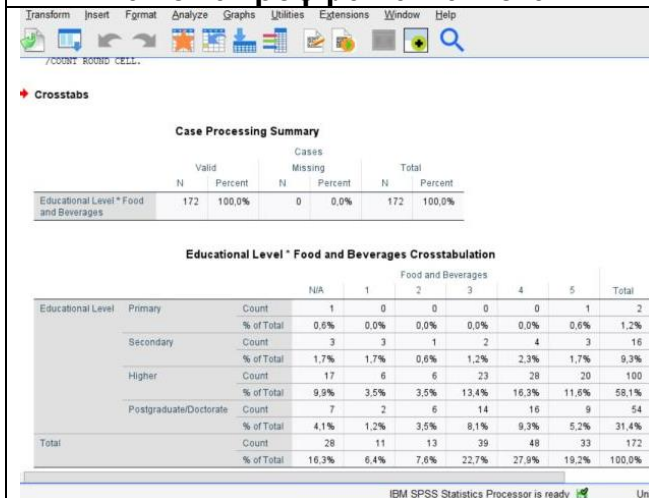 Transform Insert Format Analyze Graphs Utilities Extensions Window Help
/COUNT ROUND CELL.
Crosstabs
Case Processing Summary
Cases
Valid Missing Total
N Percent N Percent N Percent
Educational Level * Food and Beverages 172 100,0% 0 0,0% 172 100,0%
Educational Level * Food and Beverages Crosstabulation
Food and Beverages
N/A 1 2 3 4 5 Total
Educational Level Primary Count 1 0 0 0 0 1 2
% of Total 0,6% 0,0% 0,0% 0,0% 0,0% 0,6% 1,2%
Secondary Count 3 3 1 2 4 3 16
% of Total 1,7% 1,7% 0,6% 1,2% 2,3% 1,7% 9,3%
Higher Count 17 6 6 23 28 20 100
% of Total 9,9% 3,5% 3,5% 13,4% 16,3% 11,6% 58,1%
Postgraduate/Doctorate Count 7 2 6 14 16 9 54
% of Total 4,1% 1,2% 3,5% 8,1% 9,3% 5,2% 31,4%
Total Count 28 11 13 39 48 33 172
% of Total 16,3% 6,4% 7,6% 22,7% 27,9% 19,2% 100,0%
IBM SPSS Statistics Processor is ready Un